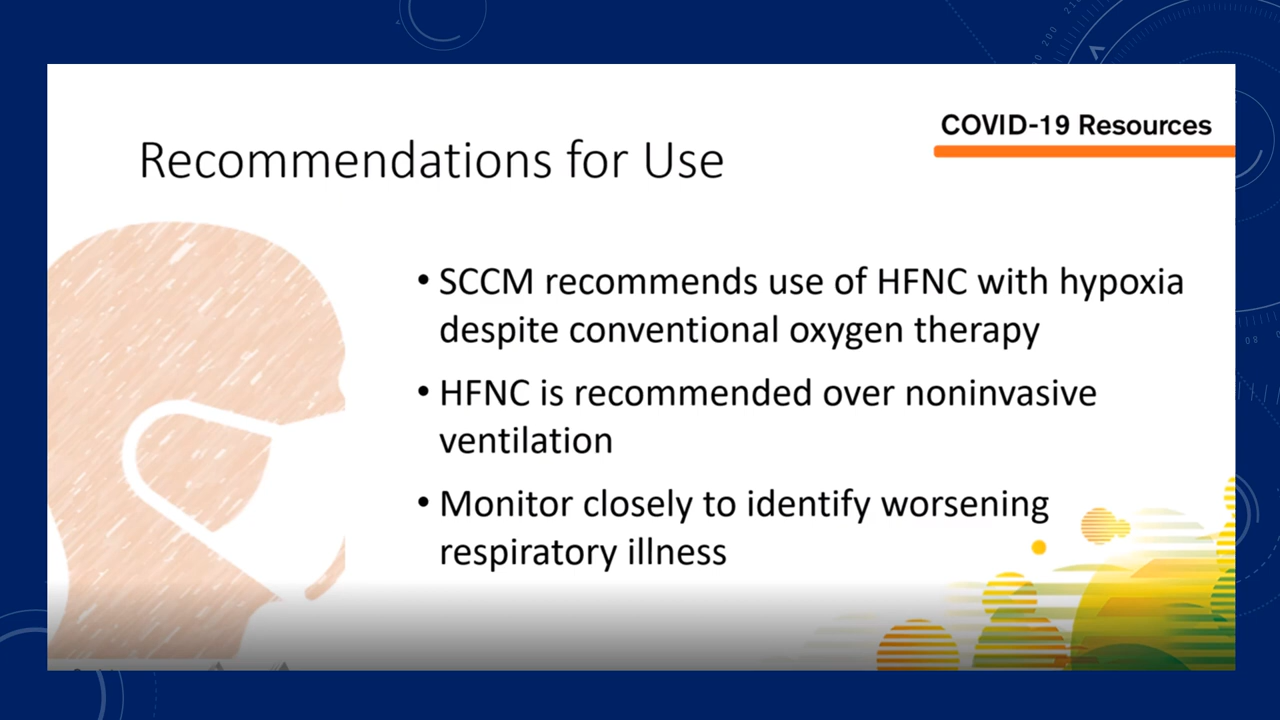 COVID-19 Resources
Recommendations for Use
• SCCM recommends use of HFNC with hypoxia
despite conventional oxygen therapy
• HFNC is recommended over noninvasive
ventilation
• Monitor closely to identify worsening
respiratory illness